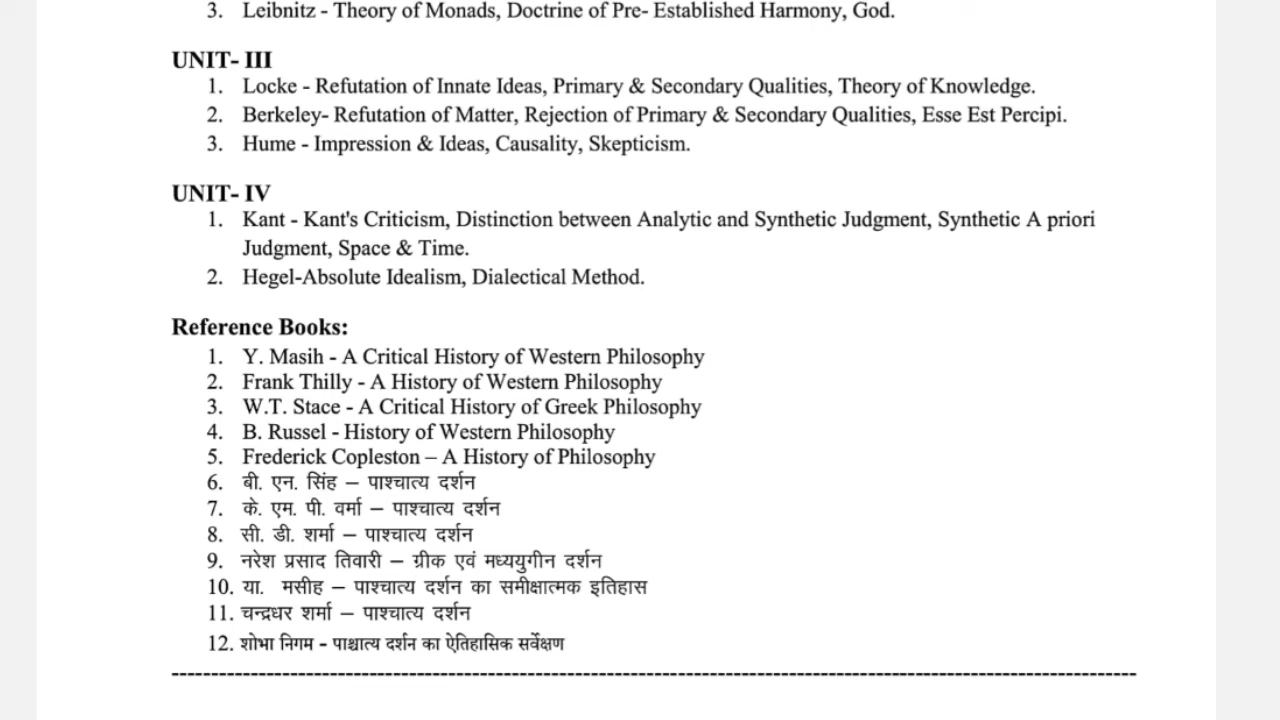 3. Leibnitz - Theory of Monads, Doctrine of Pre- Established Harmony, God.
UNIT- III
1. Locke - Refutation of Innate Ideas, Primary & Secondary Qualities, Theory of Knowledge.
2. Berkeley- Refutation of Matter, Rejection of Primary & Secondary Qualities, Esse Est Percipi.
3. Hume - Impression & Ideas, Causality, Skepticism.
UNIT- IV
1. Kant - Kant's Criticism, Distinction between Analytic and Synthetic Judgment, Synthetic A priori
Judgment, Space & Time.
2. Hegel-Absolute Idealism, Dialectical Method.
Reference Books:
1. Y. Masih - A Critical History of Western Philosophy
2. Frank Thilly - A History of Western Philosophy
3. W.T. Stace - A Critical History of Greek Philosophy
4. B. Russel - History of Western Philosophy
5. Frederick Copleston – A History of Philosophy
6. बी. एन. सिंह – पाश्चात्य दर्शन
7. के. एम. पी. वर्मा – पाश्चात्य दर्शन
8. सी. डी. शर्मा – पाश्चात्य दर्शन
9. नरेश प्रसाद तिवारी – ग्रीक एवं मध्ययुगीन दर्शन
10. या. मसीह – पाश्चात्य दर्शन का समीक्षात्मक इतिहास
11. चन्द्रधर शर्मा – पाश्चात्य दर्शन
12. शोभा निगम - पाश्चात्य दर्शन का ऐतिहासिक सर्वेक्षण